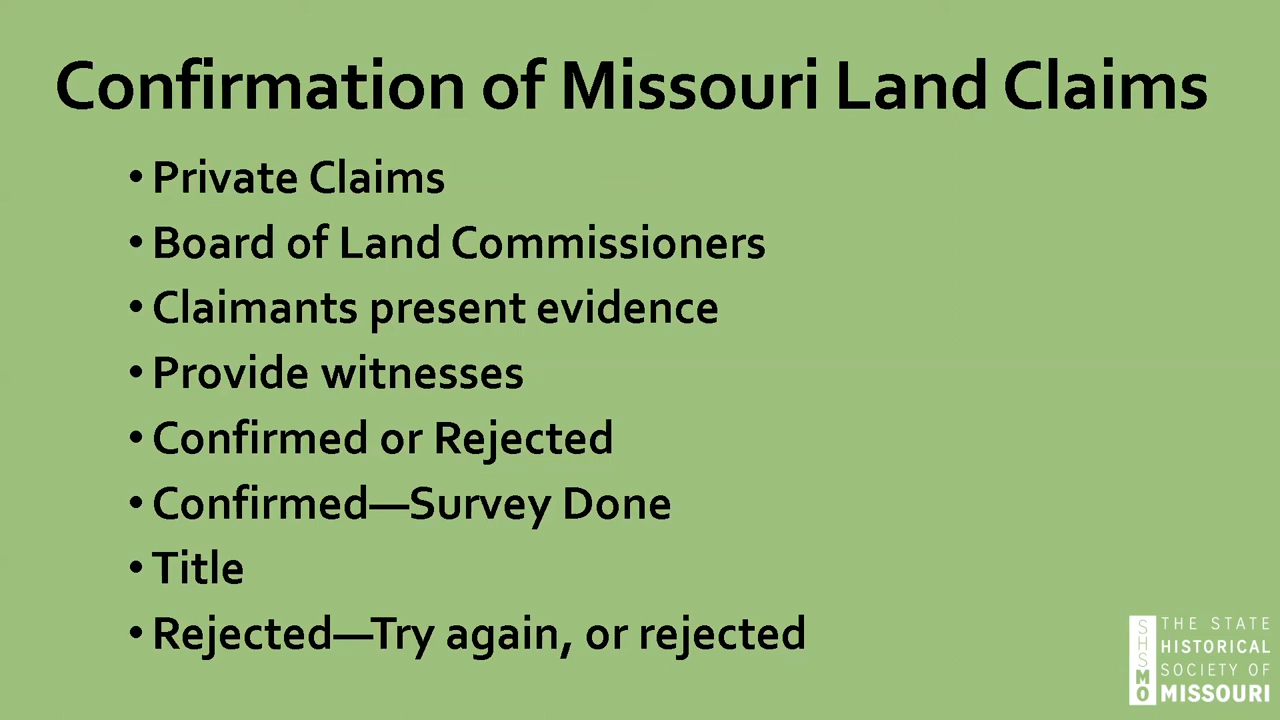 Confirmation of Missouri Land Claims
• Private Claims
• Board of Land Commissioners
• Claimants present evidence
• Provide witnesses
• Confirmed or Rejected
• Confirmed—Survey Done
• Title
• Rejected—Try again, or rejected
SHSMO
THE STATE
HISTORICAL
SOCIETY OF
MISSOURI